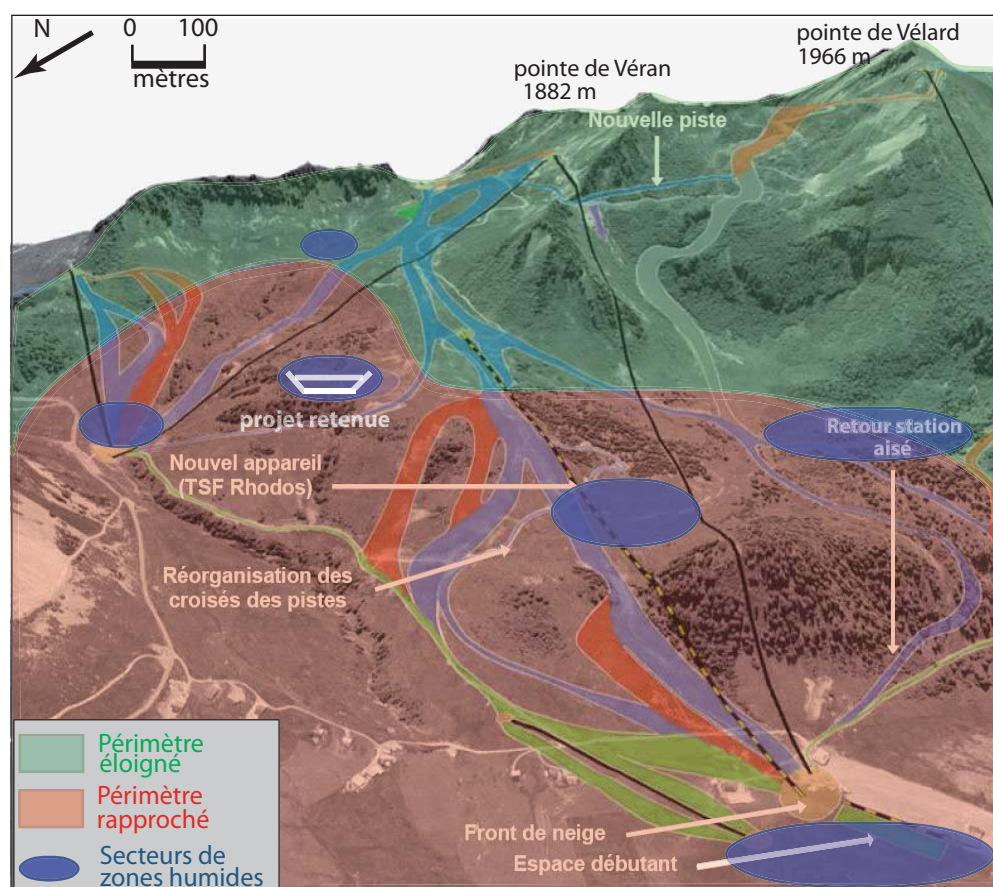 N
0 100
mètres
pointe de Véran
1882 m
pointe de Vélard
1966 m
Nouvelle piste
projet retenue
Retour station
aisé
Nouvel appareil
(TSF Rhodos)
Réorganisation des
croisés des pistes
Front de neige
Espace débutant
Périmètre
éloigné
Périmètre
rapproché
Secteurs de
zones humides